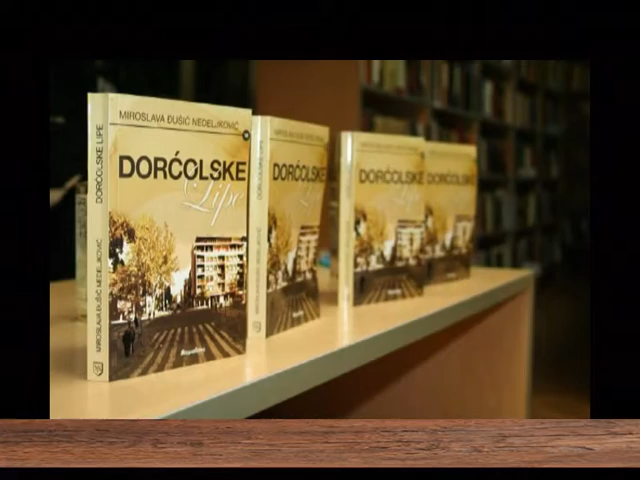 MIROSLAVA ĐUŠIĆ NEDELJKOVIĆ
DORĆOLSKE
Lipe
DORĆOLSKE LIPE
MIROSLAVA ĐUŠIĆ NEDELJKOVIĆ
DORĆOLSKE
DORĆOLSKE
DORĆOLSKE